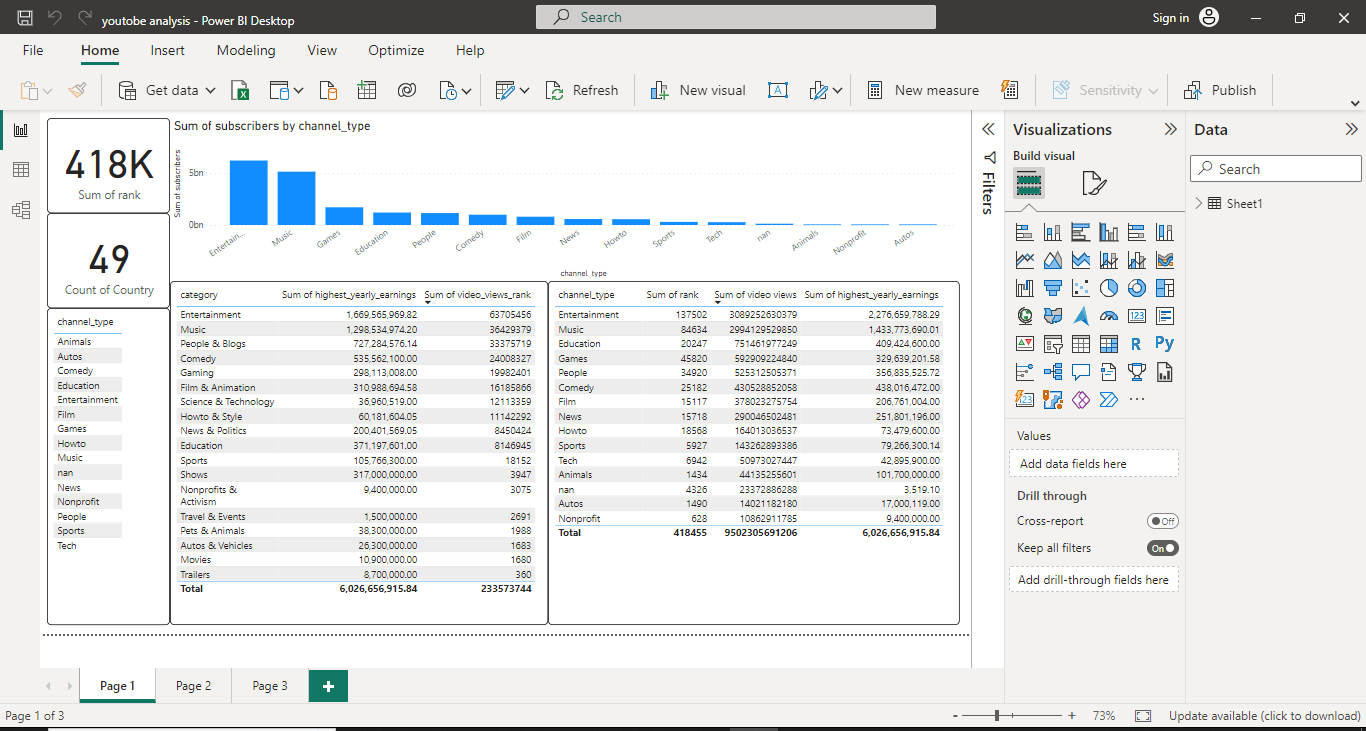 youtobe analysis - Power BI Desktop
Search
Sign in
File Home Insert Modeling View Optimize Help
Get data
Refresh
New visual
A
New measure
Sensitivity
Publish
418K
Sum of rank
49
Count of Country
channel_type
Animals
Autos
Comedy
Education
Entertainment
Film
Games
Howto
Music
nan
News
Nonprofit
People
Sports
Tech
Sum of subscribers by channel_type
Sum of subscribers
5bn
0bn
Entertain... Music Games Education People Comedy Film News Howto Sports Tech nan Animals Nonprofit Autos
channel_type
category Sum of highest_yearly_earnings Sum of video_views_rank
Entertainment 1,669,565,969.82 63705456
Music 1,298,534,974.20 36429379
People & Blogs 727,284,576.14 33375719
Comedy 535,562,100.00 24008327
Gaming 298,113,008.00 19982401
Film & Animation 310,988,694.58 16185866
Science & Technology 36,960,519.00 12113359
Howto & Style 60,181,604.05 11142292
News & Politics 200,401,569.05 8450424
Education 371,197,601.00 8146945
Sports 105,766,300.00 18152
Shows 317,000,000.00 3947
Nonprofits & 9,400,000.00 3075
Activism
Travel & Events 1,500,000.00 2691
Pets & Animals 38,300,000.00 1988
Autos & Vehicles 26,300,000.00 1683
Movies 10,900,000.00 1680
Trailers 8,700,000.00 360
Total 6,026,656,915.84 233573744
channel_type Sum of rank Sum of video views Sum of highest_yearly_earnings
Entertainment 137502 3089252630379 2,276,659,788.29
Music 84634 2994129529850 1,433,773,690.01
Education 20247 751461977249 409,424,600.00
Games 45820 592909224840 329,639,201.58
People 34920 525312505371 356,835,525.72
Comedy 25182 430528852058 438,016,472.00
Film 15117 378023275754 206,761,004.00
News 15718 290046502481 251,801,196.00
Howto 18568 164013036537 73,479,600.00
Sports 5927 143262893386 79,266,300.14
Tech 6942 50973027447 42,895,900.00
Animals 1434 44135255601 101,700,000.00
nan 4326 23372886288 3,519.10
Autos 1490 14021182180 17,000,119.00
Nonprofit 628 10862911785 9,400,000.00
Total 418455 9502305691206 6,026,656,915.84
Filters
Visualizations
Build visual
123
R
Py
123
Values
Add data fields here
Drill through
Cross-report Off
Keep all filters On
Add drill-through fields here
Data
Search
Sheet1
Page 1 Page 2 Page 3 +
Page 1 of 3
- + 73%
Update available (click to download)